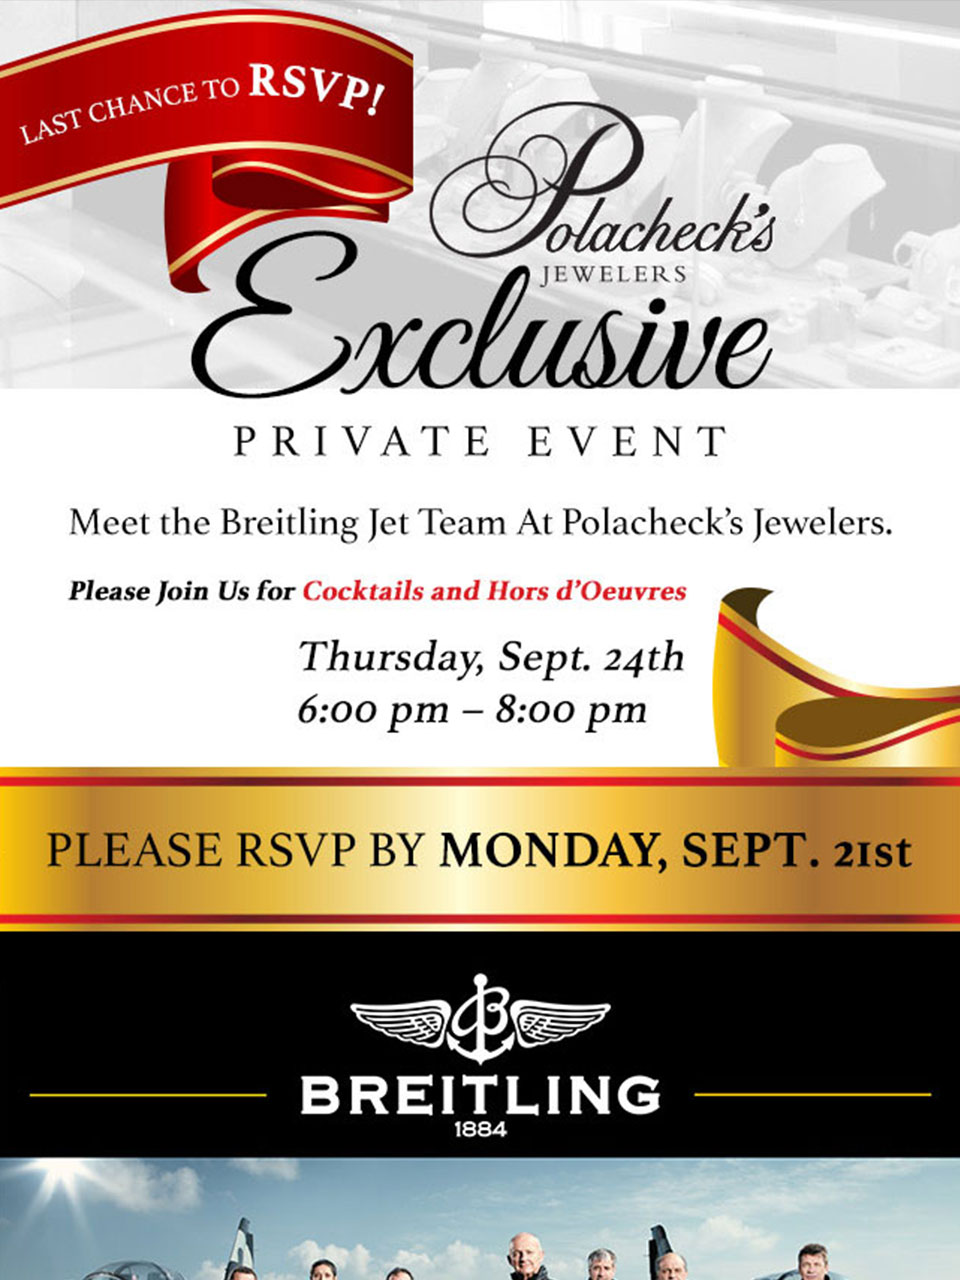 LAST CHANCE TO RSVP!
Polacheck's
JEWELERS
Exclusive
PRIVATE EVENT
Meet the Breitling Jet Team At Polacheck's Jewelers.
Please Join Us for Cocktails and Hors d'Oeuvres
Thursday, Sept. 24th
6:00 pm – 8:00 pm
PLEASE RSVP BY MONDAY, SEPT. 21st
B
BREITLING
1884